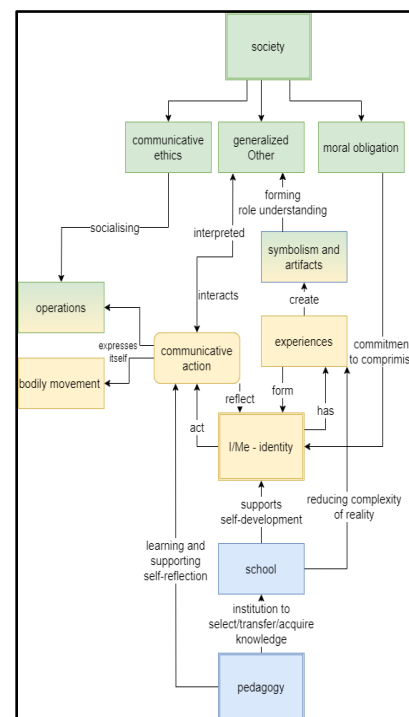 society
communicative
ethics
generalized
Other
moral obligation
forming
role understanding
socialising
interpreted
symbolism and
artifacts
interacts
create
operations
expresses
itself
communicative
action
experiences
commitment
to comprimis
bodily movement
reflect
form
has
act
I/Me - identity
supports
self-development
reducing complexity
of reality
learning and
supporting
self-reflection
school
institution to
select/transfer/acquire
knowledge
pedagogy